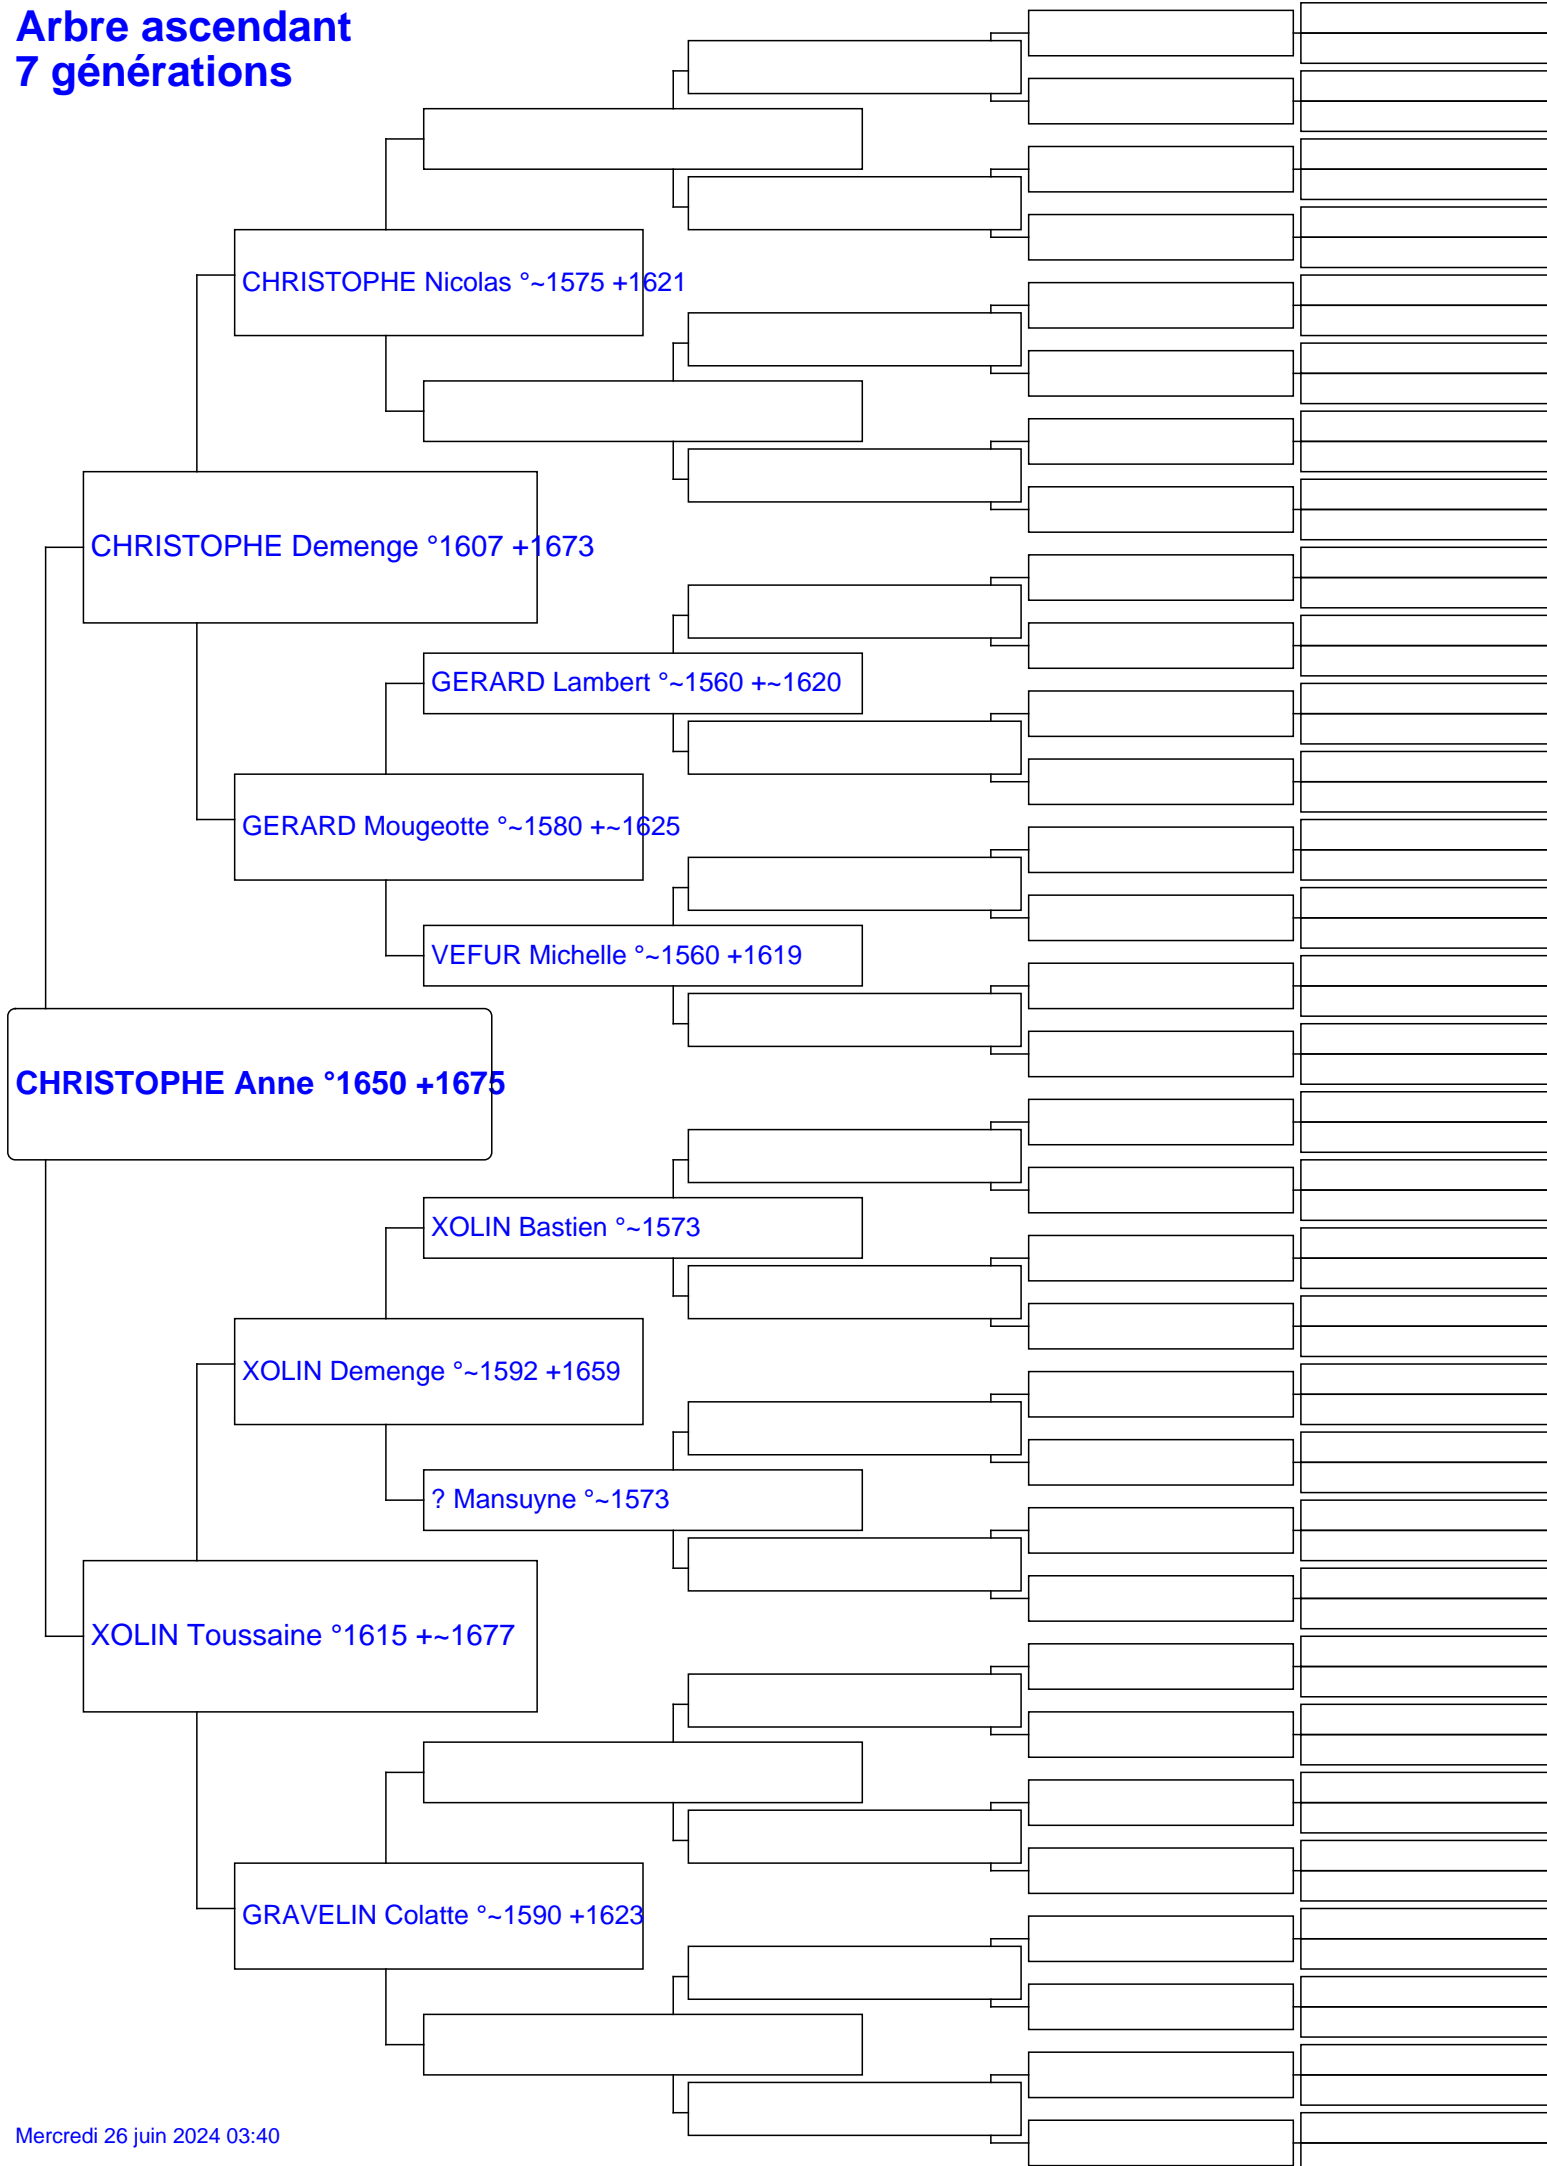 Arbre ascendant
7 générations
CHRISTOPHE Nicolas °~1575 +1621
CHRISTOPHE Demenge °1607 +1673
GERARD Lambert °~1560 +~1620
GERARD Mougeotte °~1580 +~1625
VEFUR Michelle °~1560 +1619
CHRISTOPHE Anne °1650 +1675
XOLIN Bastien °~1573
XOLIN Demenge °~1592 +1659
? Mansuyne °~1573
XOLIN Toussaine °1615 +~1677
GRAVELIN Colatte °~1590 +1623
Mercredi 26 juin 2024 03:40